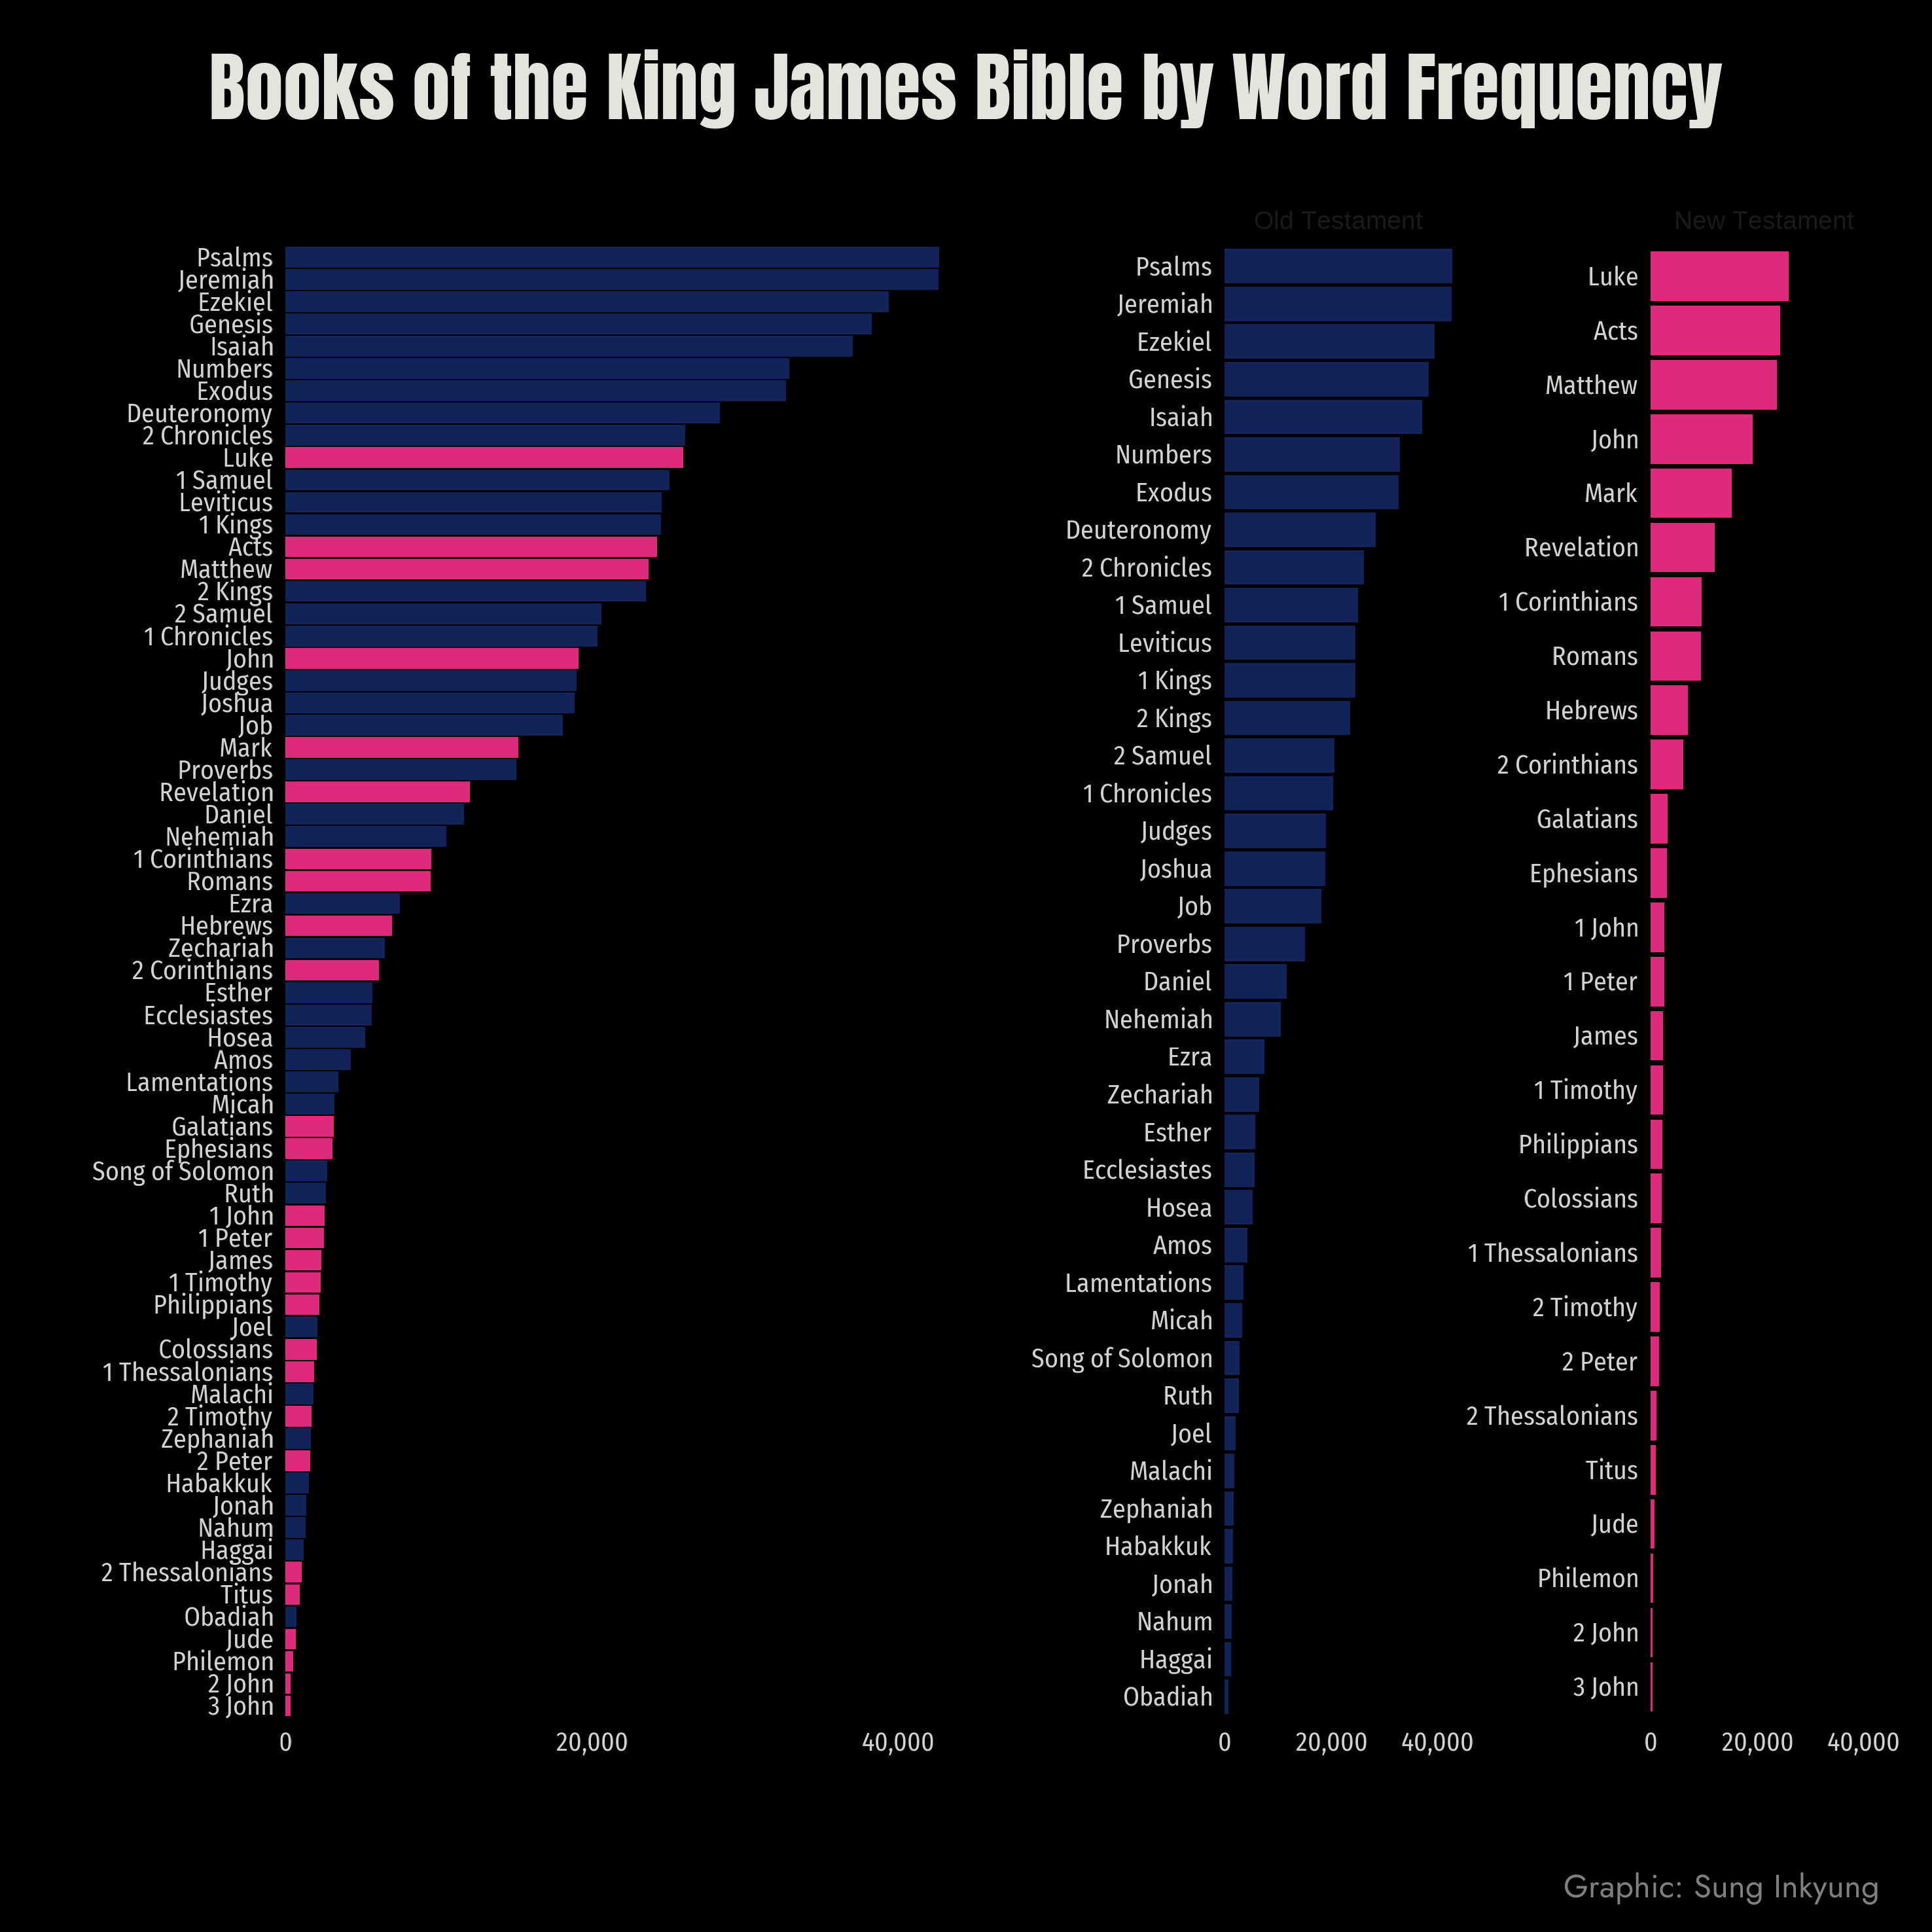 Books of the King James Bible by Word Frequency
Psalms
Jeremiah
Ezekiel
Genesis
Isaiah
Numbers
Exodus
Deuteronomy
2 Chronicles
Luke
1 Samuel
Leviticus
1 Kings
Acts
Matthew
2 Kings
2 Samuel
1 Chronicles
John
Judges
Joshua
Job
Mark
Proverbs
Revelation
Daniel
Nehemiah
1 Corinthians
Romans
Ezra
Hebrews
Zechariah
2 Corinthians
Esther
Ecclesiastes
Hosea
Amos
Lamentations
Micah
Galatians
Ephesians
Song of Solomon
Ruth
1 John
1 Peter
James
1 Timothy
Philippians
Joel
Colossians
1 Thessalonians
Malachi
2 Timothy
Zephaniah
2 Peter
Habakkuk
Jonah
Nahum
Haggai
2 Thessalonians
Titus
Obadiah
Jude
Philemon
2 John
3 John
0 20,000 40,000
Old Testament
Psalms
Jeremiah
Ezekiel
Genesis
Isaiah
Numbers
Exodus
Deuteronomy
2 Chronicles
1 Samuel
Leviticus
1 Kings
2 Kings
2 Samuel
1 Chronicles
Judges
Joshua
Job
Proverbs
Daniel
Nehemiah
Ezra
Zechariah
Esther
Ecclesiastes
Hosea
Amos
Lamentations
Micah
Song of Solomon
Ruth
Joel
Malachi
Zephaniah
Habakkuk
Jonah
Nahum
Haggai
Obadiah
0 20,000 40,000
New Testament
Luke
Acts
Matthew
John
Mark
Revelation
1 Corinthians
Romans
Hebrews
2 Corinthians
Galatians
Ephesians
1 John
1 Peter
James
1 Timothy
Philippians
Colossians
1 Thessalonians
2 Timothy
2 Peter
2 Thessalonians
Titus
Jude
Philemon
2 John
3 John
0 20,000 40,000
Graphic: Sung Inkyung